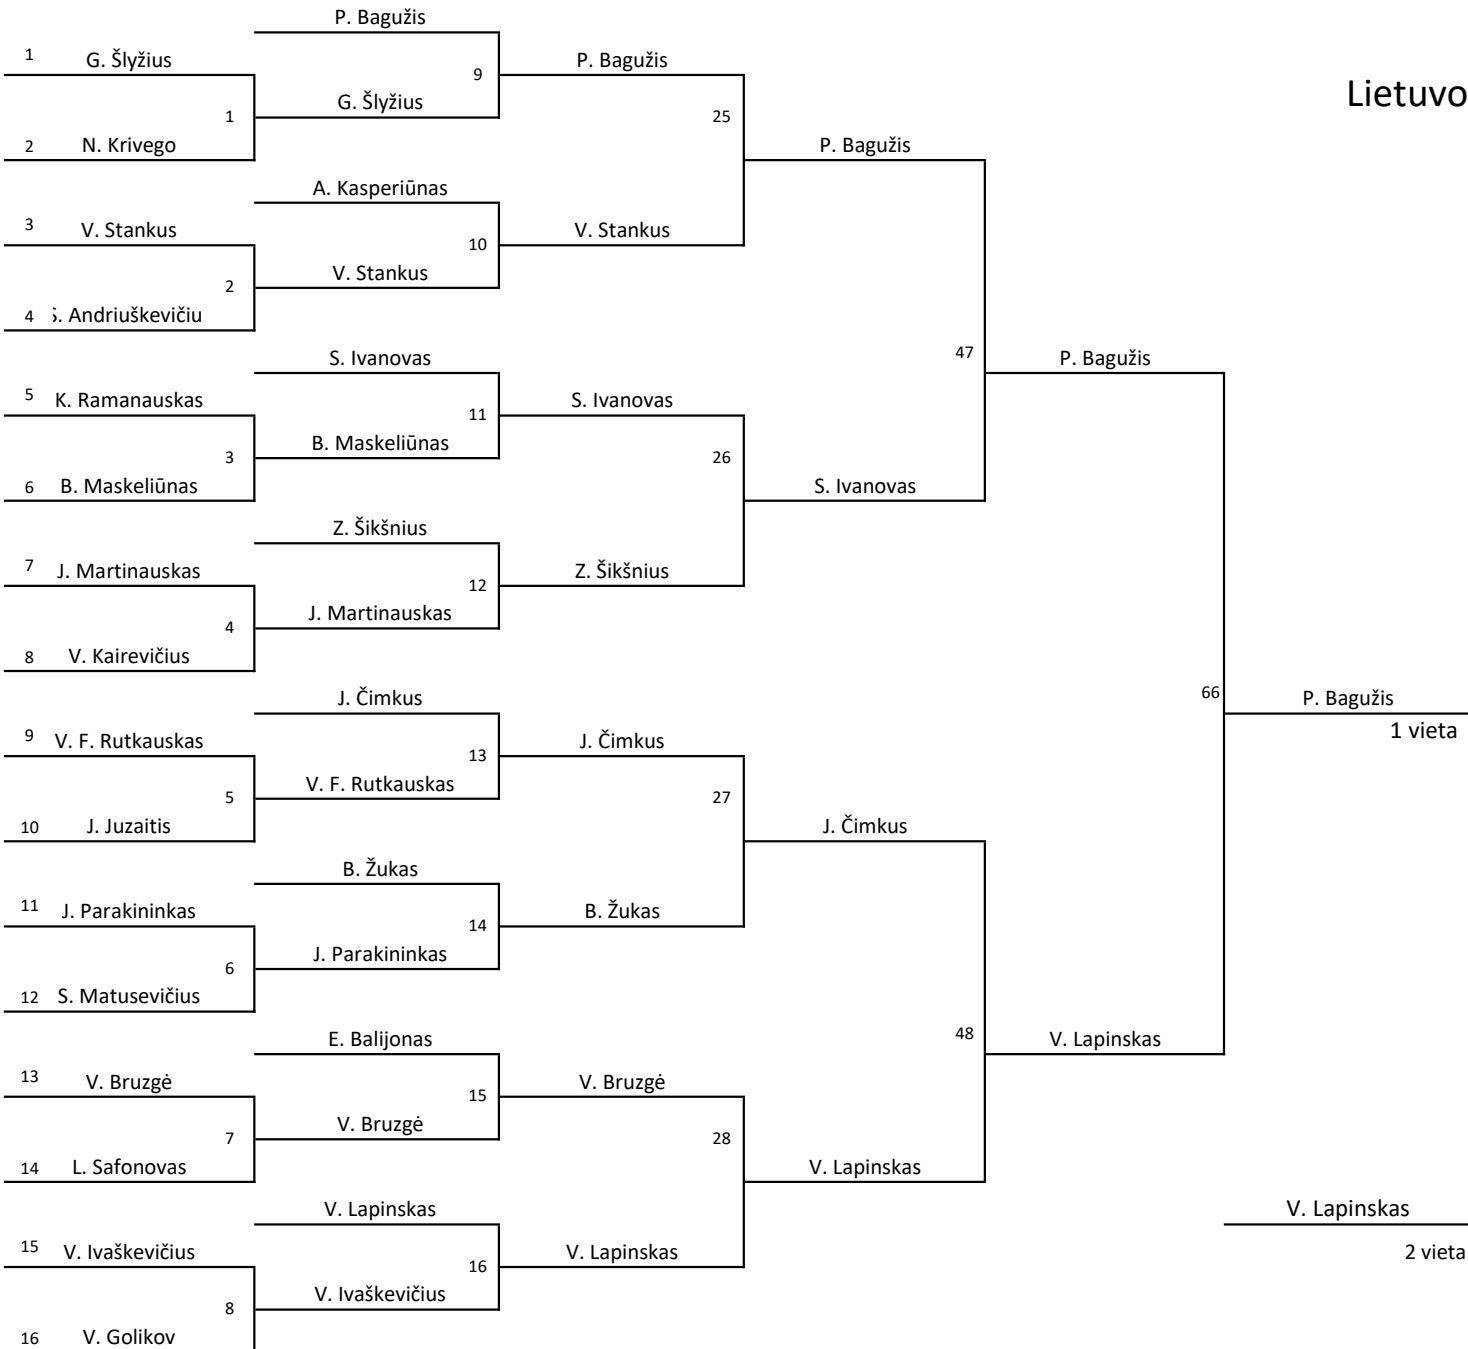 P. Bagužis
1 G. Šlyžius
9
P. Bagužis
Lietuvo
G. Šlyžius
1
25
2 N. Krivego
P. Bagužis
A. Kasperiūnas
3 V. Stankus
10
V. Stankus
V. Stankus
2
4 S. Andriuškevičiu
S. Ivanovas
47
P. Bagužis
5 K. Ramanauskas
11
S. Ivanovas
B. Maskeliūnas
3
26
6 B. Maskeliūnas
S. Ivanovas
Z. Šikšnius
7 J. Martinauskas
12
Z. Šikšnius
J. Martinauskas
4
8 V. Kairevičius
J. Čimkus
66
P. Bagužis
1 vieta
9 V. F. Rutkauskas
13
J. Čimkus
V. F. Rutkauskas
5
27
10 J. Juzaitis
J. Čimkus
B. Žukas
11 J. Parakininkas
14
B. Žukas
J. Parakininkas
6
12 S. Matusevičius
E. Balijonas
48
V. Lapinskas
13 V. Bruzgė
15
V. Bruzgė
V. Bruzgė
7
28
14 L. Safonovas
V. Lapinskas
V. Lapinskas
V. Lapinskas
2 vieta
15 V. Ivaškevičius
16
V. Lapinskas
V. Ivaškevičius
8
16 V. Golikov